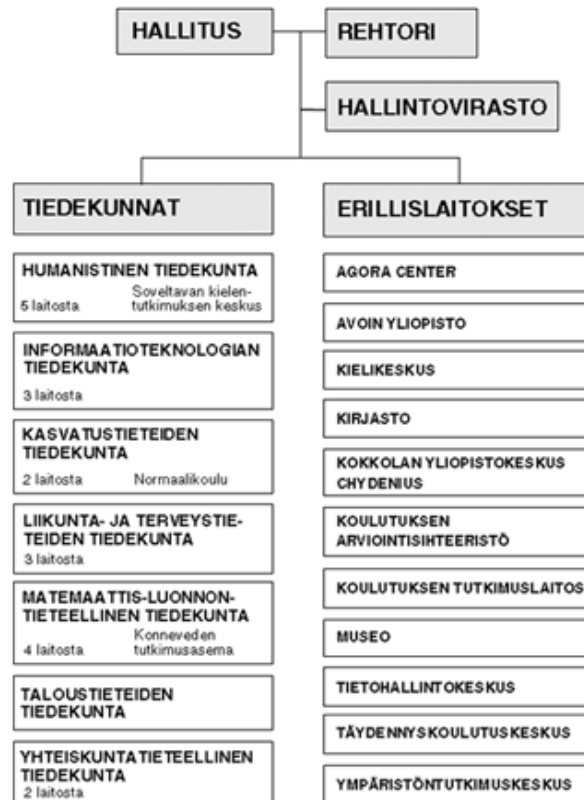 HALLITUS
REHTORI
HALLINTOVIRASTO
TIEDEKUNNAT
HUMANISTINEN TIEDEKUNTA
5 laitosta
Soveltavan kielen-
tutkimuksen keskus
INFORMAATIOTEKNOLOGIAN
TIEDEKUNTA
3 laitosta
KASVATUSTIETEIDEN
TIEDEKUNTA
2 laitosta
Normaalikoulu
LIIKUNTA- JA TERVEYSTIE-
TEIDEN TIEDEKUNTA
3 laitosta
MATEMAATTIS-LUONNON-
TIETEELLINEN TIEDEKUNTA
4 laitosta
Konneveden
tutkimusasema
TALOUSTIETEIDEN
TIEDEKUNTA
YHTEISKUNTATIETEELLINEN
TIEDEKUNTA
2 laitosta
ERILLISLAITOKSET
AGORA CENTER
AVOIN YLIOPISTO
KIELIKESKUS
KIRJASTO
KOKKOLAN YLIOPISTOKESKUS
CHYDENIUS
KOULUTUKSEN
ARVIOINTISIHTEERISTÖ
KOULUTUKSEN TUTKIMUSLAITOS
MUSEO
TIETOHALLINTOKESKUS
TÄYDENNYSKOULUTUSKESKUS
YMPÄRISTÖNTUTKIMUSKESKUS